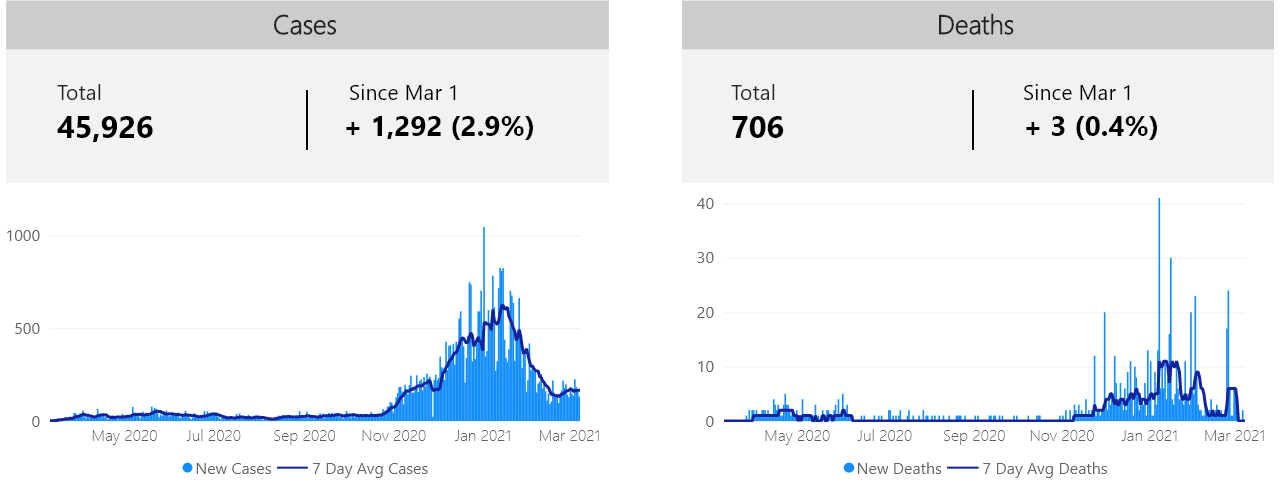 Cases
Total
Since Mar 1
45,926
+ 1,292 (2.9%)
1000
500
0
May 2020
Jul 2020
Sep 2020
Nov 2020
Jan 2021
Mar 2021
New Cases
7 Day Avg Cases
Deaths
Total
Since Mar 1
706
+ 3 (0.4%)
40
30
20
10
0
May 2020
Jul 2020
Sep 2020
Nov 2020
Jan 2021
Mar 2021
New Deaths
7 Day Avg Deaths